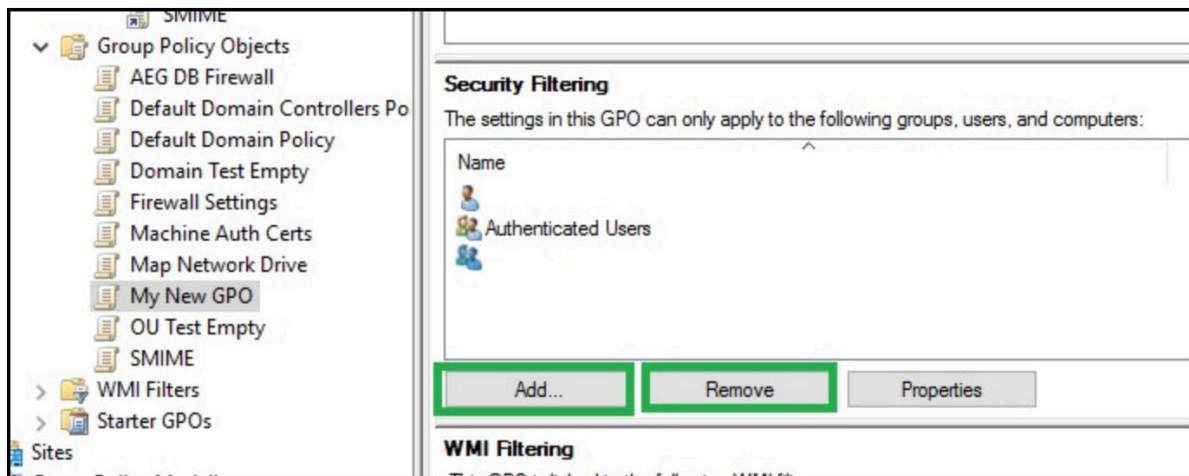 SMIME
Group Policy Objects
AEG DB Firewall
Default Domain Controllers Po
Default Domain Policy
Domain Test Empty
Firewall Settings
Machine Auth Certs
Map Network Drive
My New GPO
OU Test Empty
SMIME
WMI Filters
Starter GPOs
Sites
Security Filtering
The settings in this GPO can only apply to the following groups, users, and computers:
Name
Authenticated Users
Add...
Remove
Properties
WMI Filtering